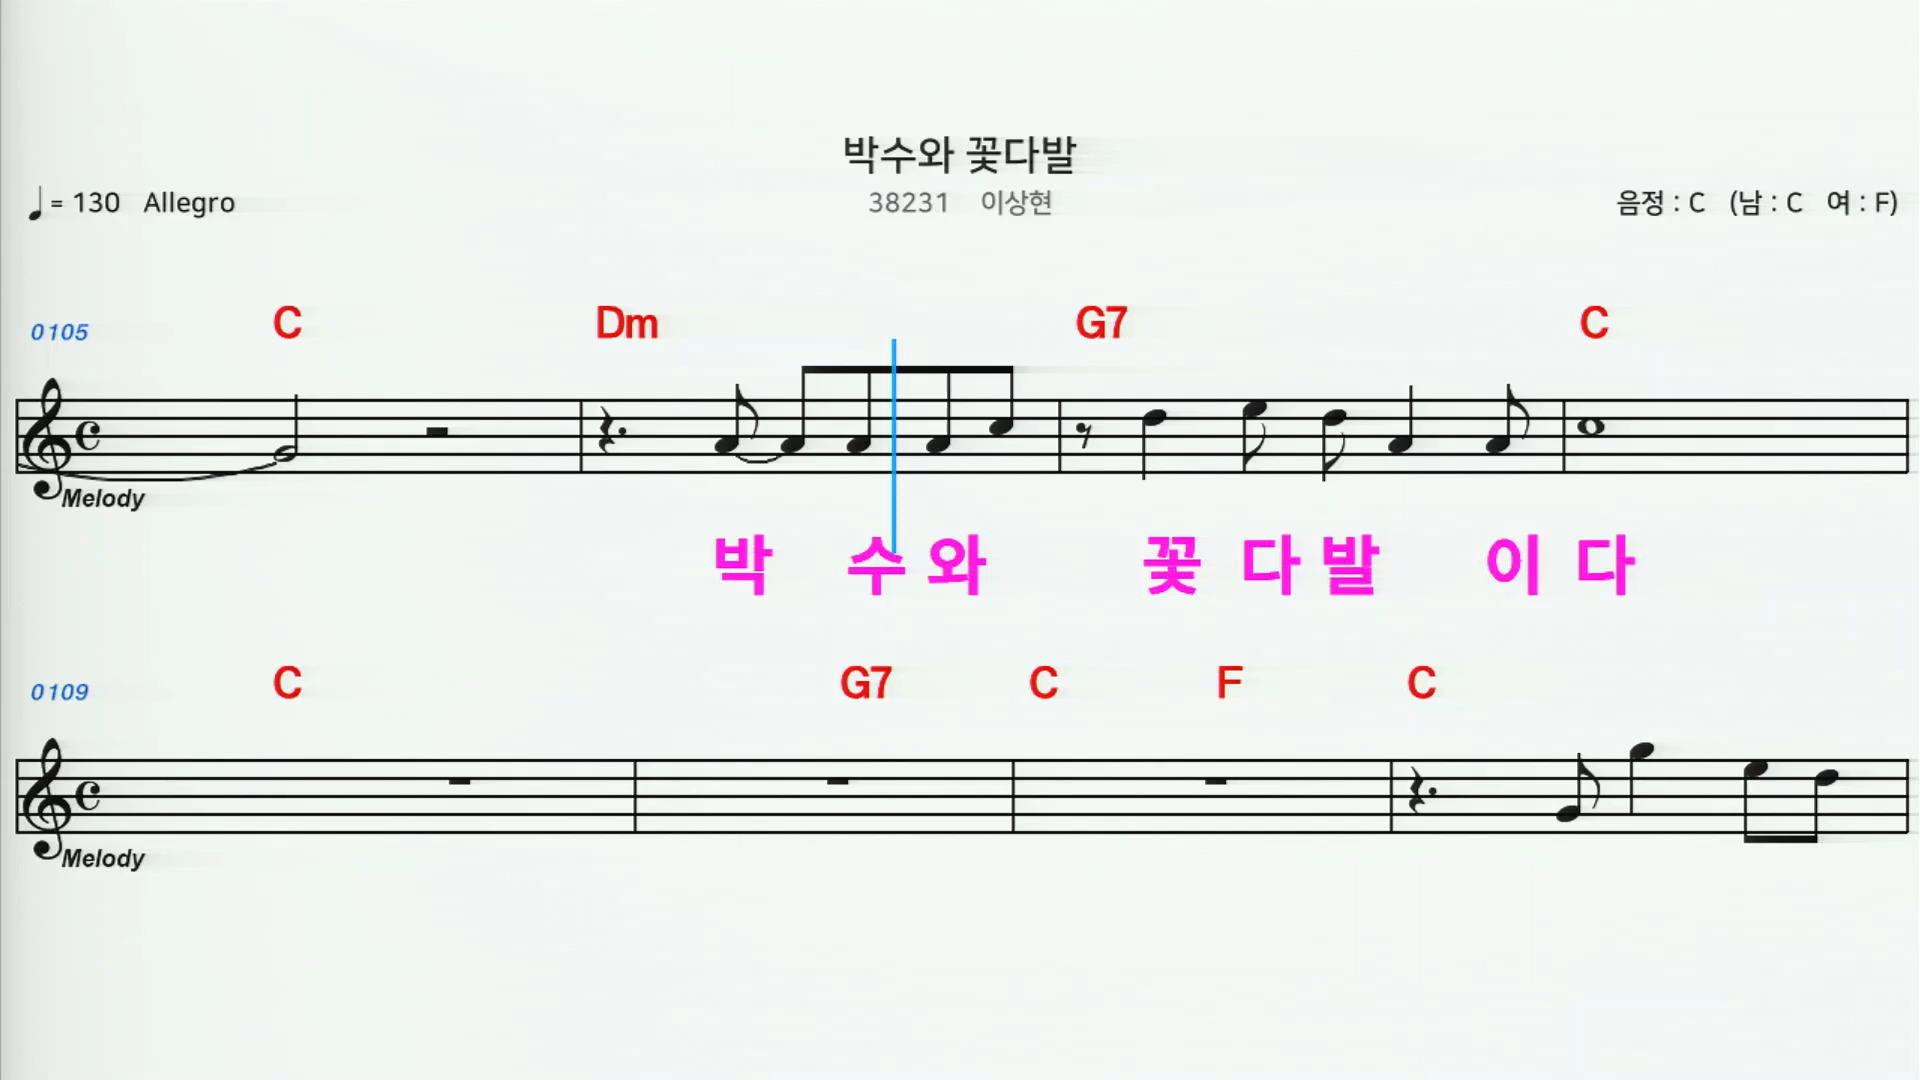 박수와 꽃다발
= 130 Allegro
38231 이상현
음정 : C (남 : C 여 : F)
0105
C Dm G7 C
Melody
박 수 와 꽃 다 발 이 다
0109
C G7 C F C
Melody